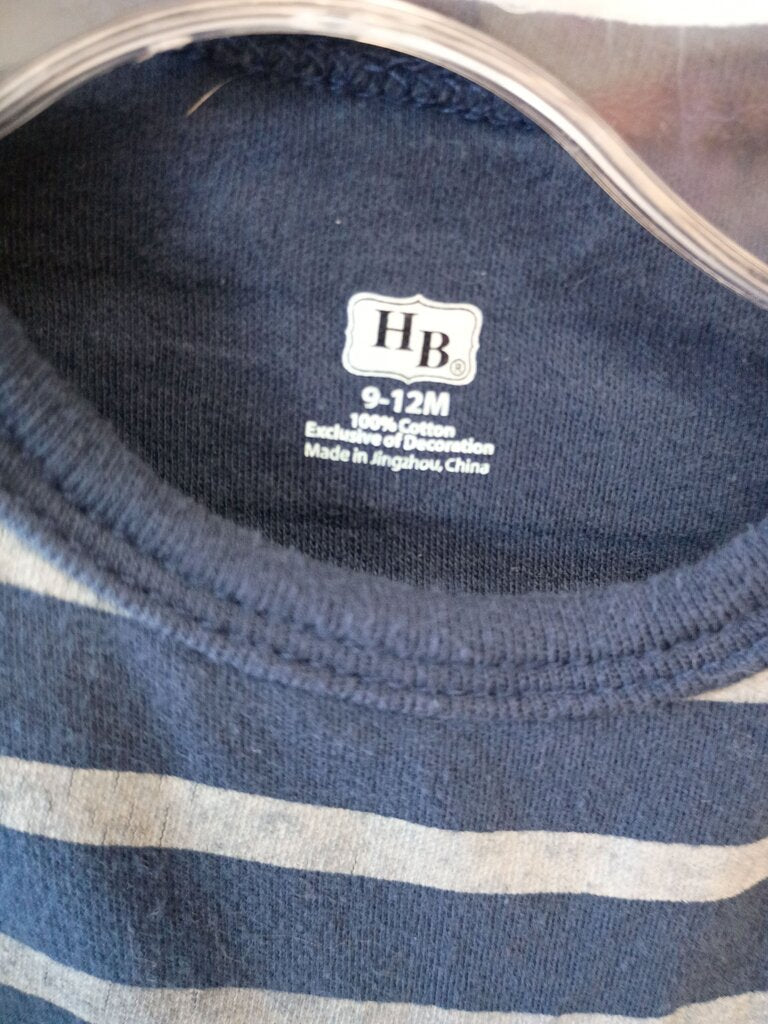 HB®
9-12M
100% Cotton
Exclusive of Decoration
Made in Jingzhou, China